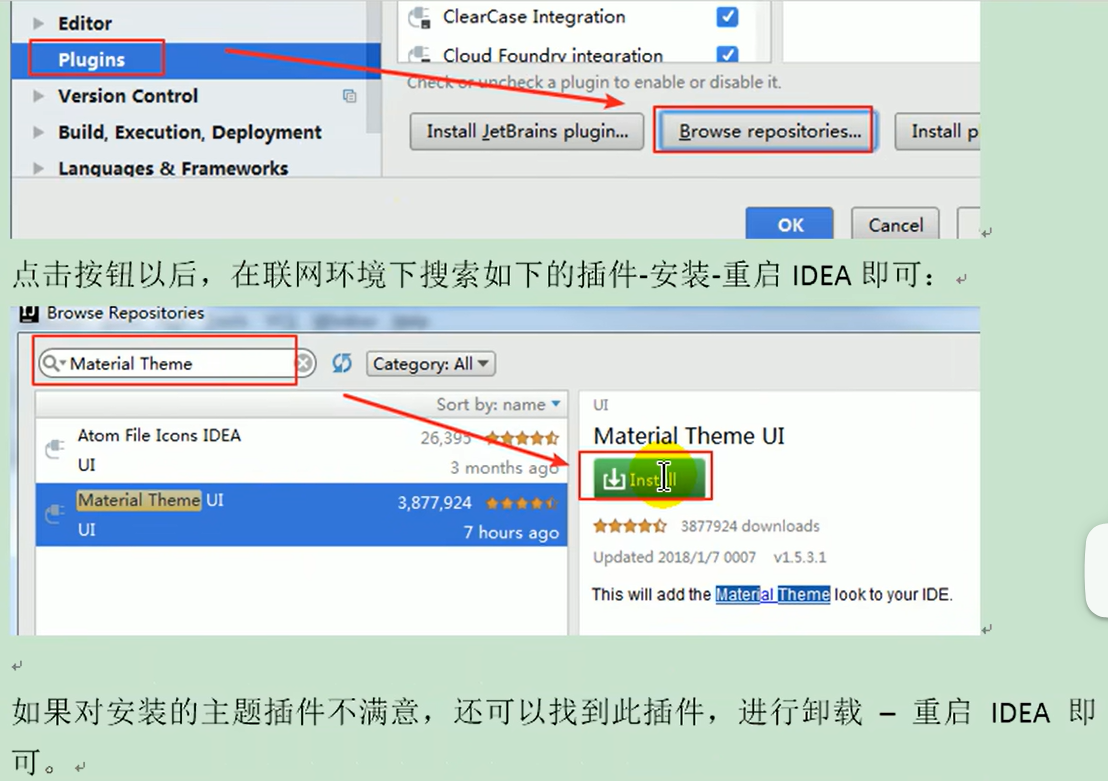 Editor
ClearCase Integration
Plugins
Cloud Foundry integration
Check or uncheck a plugin to enable or disable it.
Version Control
Build, Execution, Deployment
Install JetBrains plugin...
Browse repositories...
Install p
Languages & Frameworks
OK
Cancel
点击按钮以后，在联网环境下搜索如下的插件-安装-重启 IDEA 即可：
Browse Repositories
Material Theme
Category: All
Sort by: name
UI
Atom File Icons IDEA
26,395
UI
3 months ago
Material Theme UI
Install
Material Theme UI
3,877,924
UI
7 hours ago
3877924 downloads
Updated 2018/1/7 0007 v1.5.3.1
This will add the Material Theme look to your IDE.
如果对安装的主题插件不满意，还可以找到此插件，进行卸载 – 重启 IDEA 即
可。